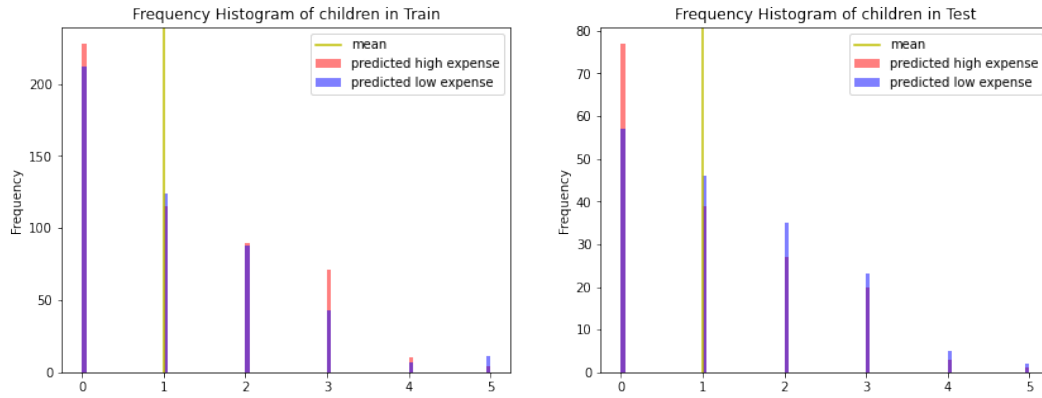 Frequency Histogram of children in Train
mean
predicted high expense
predicted low expense
Frequency
200
150
100
50
0
0 1 2 3 4 5
Frequency Histogram of children in Test
mean
predicted high expense
predicted low expense
Frequency
80
70
60
50
40
30
20
10
0
0 1 2 3 4 5